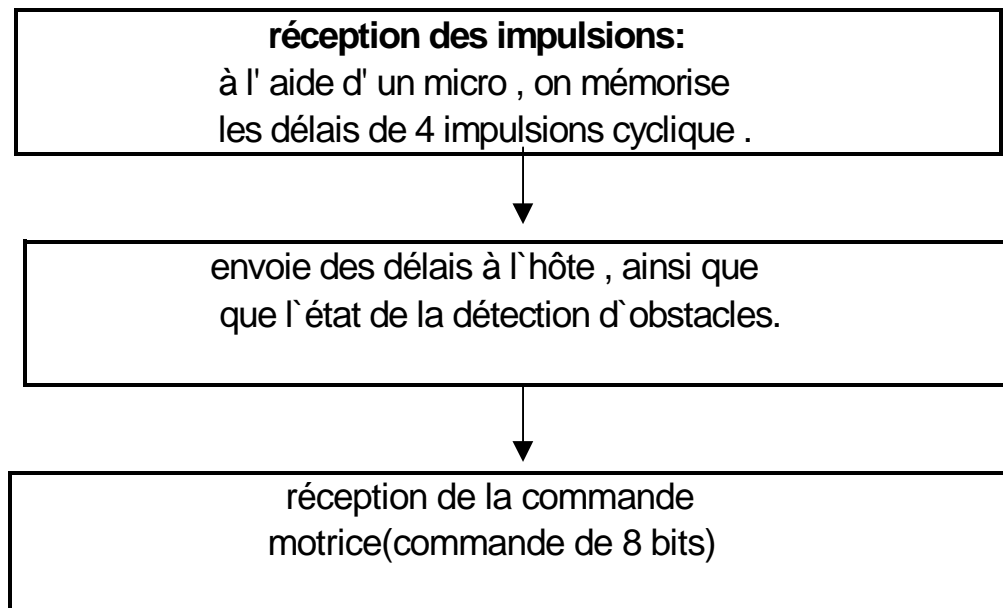 réception des impulsions:
à l' aide d' un micro , on mémorise
les délais de 4 impulsions cyclique .
envoie des délais à l`hôte , ainsi que
que l`état de la détection d`obstacles.
réception de la commande
motrice(commande de 8 bits)